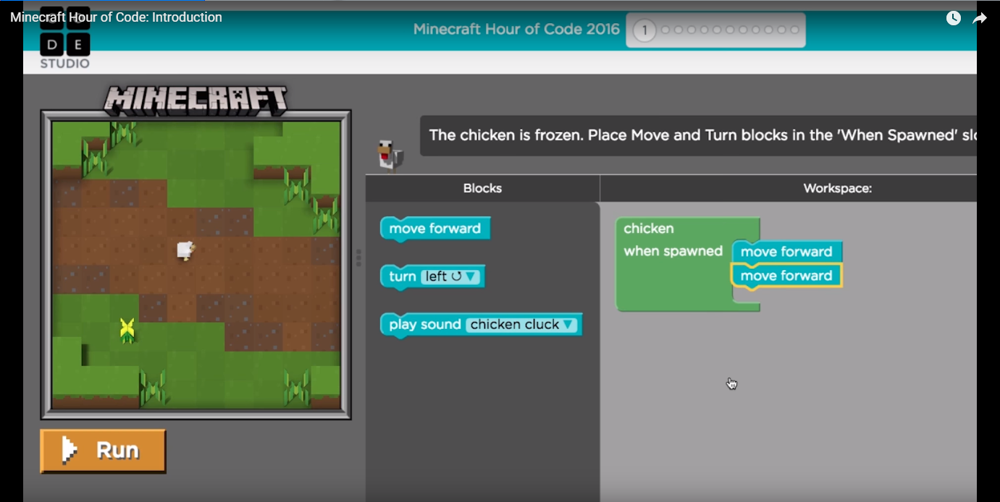 Minecraft Hour of Code: Introduction
D E
STUDIO
Minecraft Hour of Code 2016
1
MINECRAFT
The chicken is frozen. Place Move and Turn blocks in the 'When Spawned'
Blocks
Workspace:
move forward
turn left
play sound chicken cluck
chicken
when spawned
move forward
move forward
Run